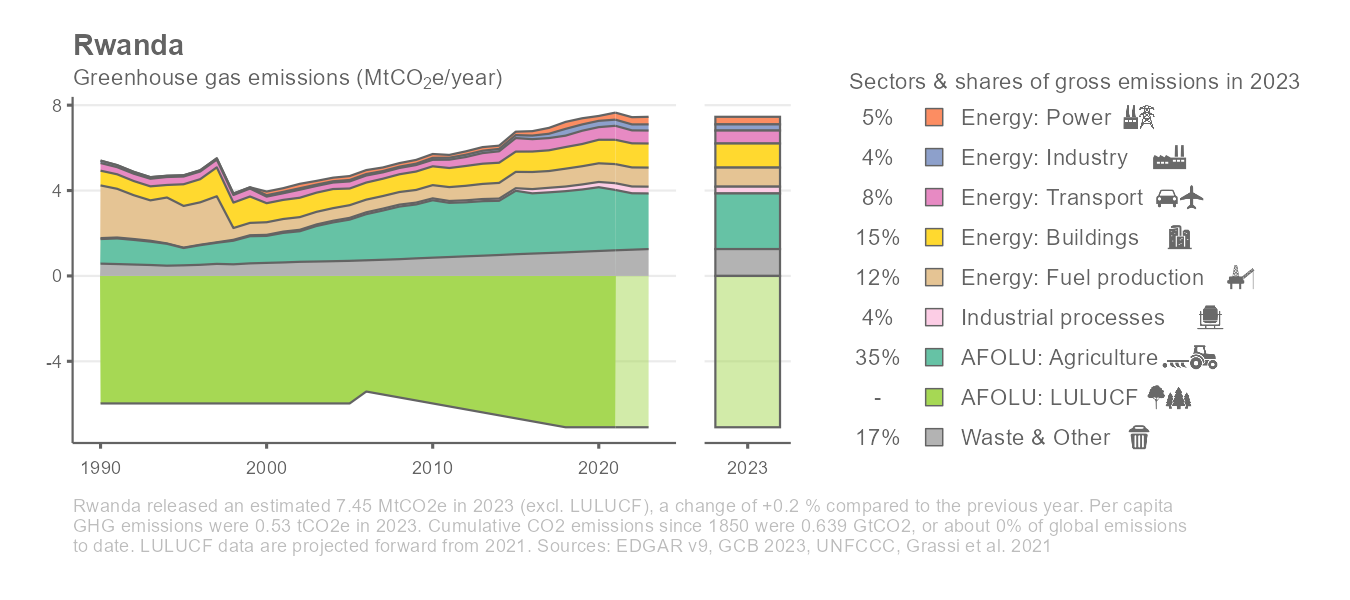 Rwanda
Greenhouse gas emissions (MtCO₂e/year)
8
4
0
-4
1990
2000
2010
2020
2023
Sectors & shares of gross emissions in 2023
5% Energy: Power
4% Energy: Industry
8% Energy: Transport
15% Energy: Buildings
12% Energy: Fuel production
4% Industrial processes
35% AFOLU: Agriculture
- AFOLU: LULUCF
17% Waste & Other
Rwanda released an estimated 7.45 MtCO2e in 2023 (excl. LULUCF), a change of +0.2 % compared to the previous year. Per capita
GHG emissions were 0.53 tCO2e in 2023. Cumulative CO2 emissions since 1850 were 0.639 GtCO2, or about 0% of global emissions
to date. LULUCF data are projected forward from 2021. Sources: EDGAR v9, GCB 2023, UNFCCC, Grassi et al. 2021